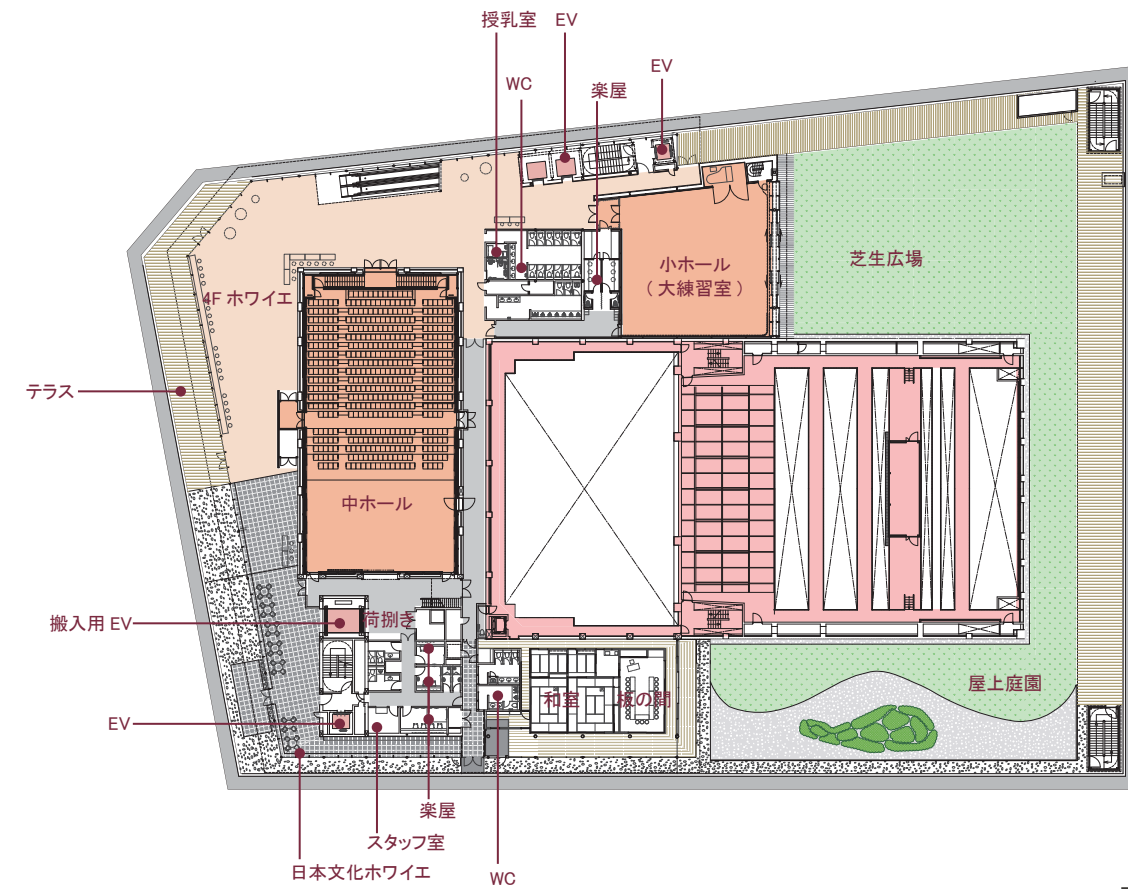 授乳室
EV
WC
楽屋
EV
小ホール
（ 大練習室 ）
芝生広場
4F ホワイエ
テラス
中ホール
搬入用 EV
荷捌き
EV
和室
板の間
屋上庭園
楽屋
スタッフ室
日本文化ホワイエ
WC